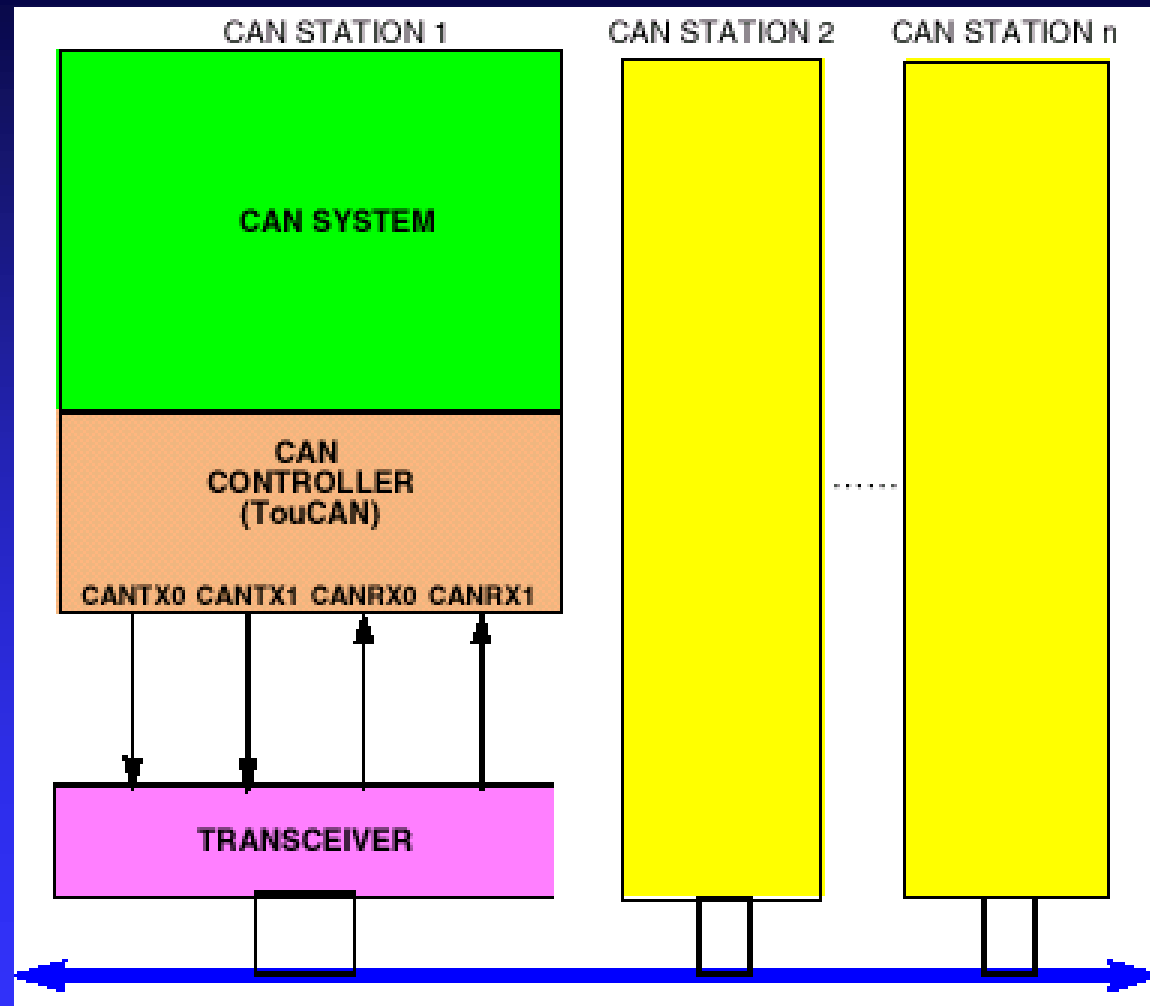 CAN STATION 1
CAN STATION 2
CAN STATION n
CAN SYSTEM
CAN
CONTROLLER
(TouCAN)
CANTX0 CANTX1 CANRX0 CANRX1
TRANSCEIVER